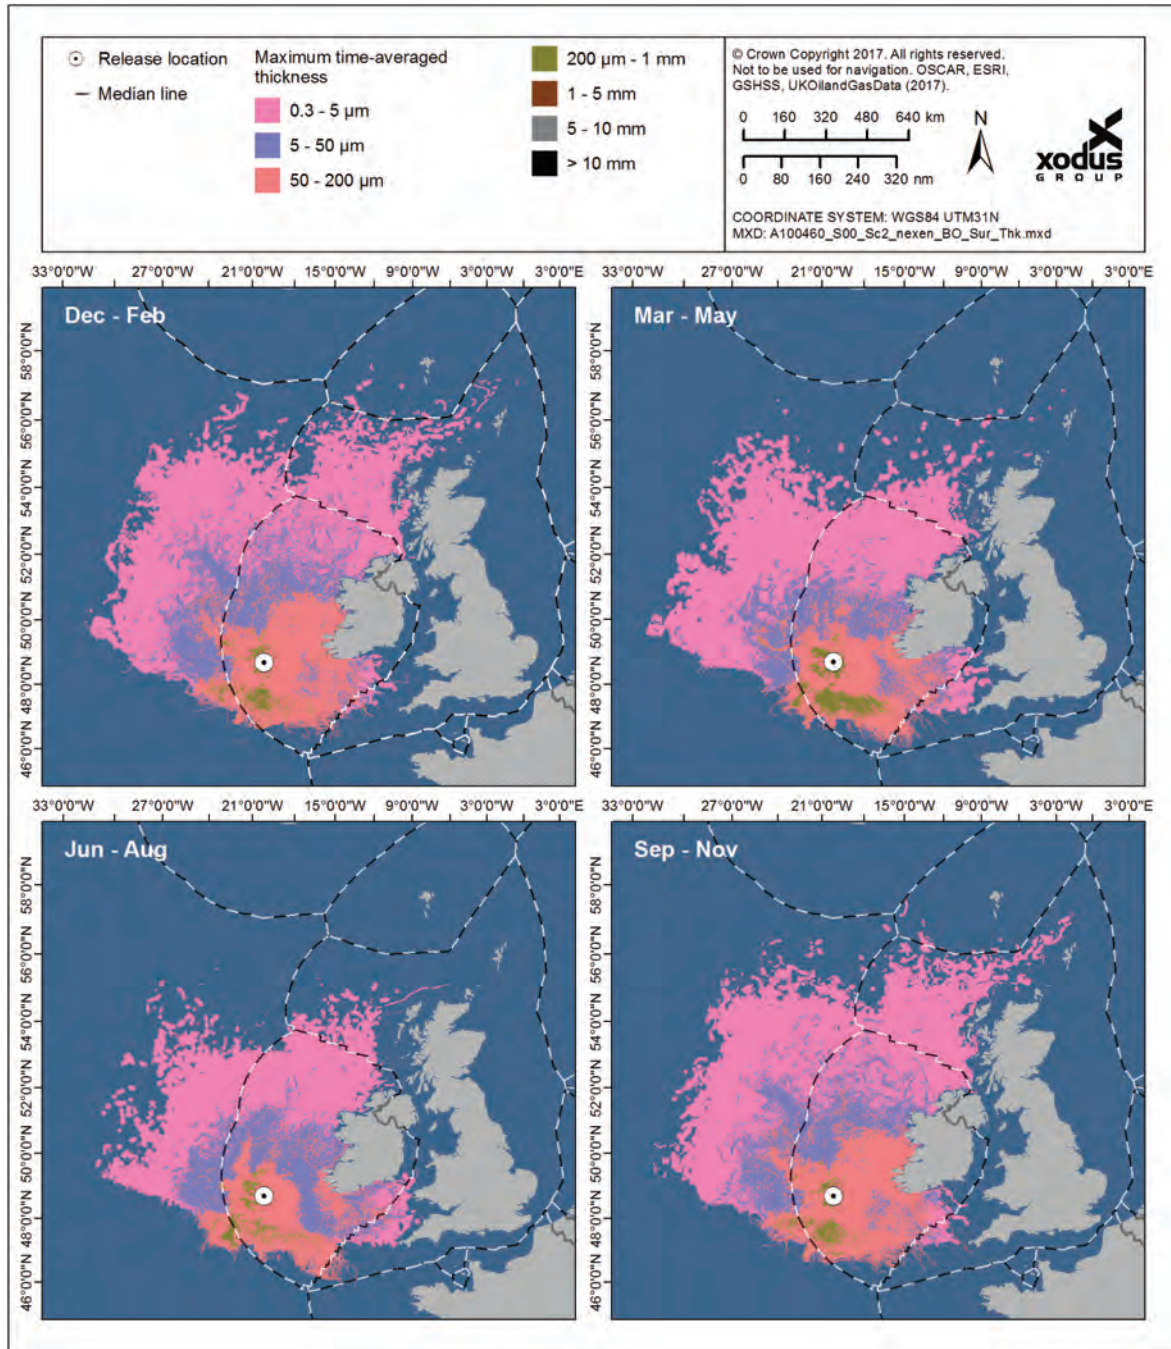 Release location
Median line
Maximum time-averaged
thickness
0.3 - 5 µm
5 - 50 µm
50 - 200 µm
200 µm - 1 mm
1 - 5 mm
5 - 10 mm
> 10 mm
© Crown Copyright 2017. All rights reserved.
Not to be used for navigation. OSCAR, ESRI,
GSHSS, UKOilandGasData (2017).
0 160 320 480 640 km
0 80 160 240 320 nm
N
xodus
GROUP
COORDINATE SYSTEM: WGS84 UTM31N
MXD: A100460_S00_Sc2_nexen_BO_Sur_Thk.mxd
33°0'0"W 27°0'0"W 21°0'0"W 15°0'0"W 9°0'0"W 3°0'0"W 3°0'0"E
33°0'0"W 27°0'0"W 21°0'0"W 15°0'0"W 9°0'0"W 3°0'0"W 3°0'0"E
Dec - Feb
58°0'0"N
56°0'0"N
54°0'0"N
52°0'0"N
50°0'0"N
48°0'0"N
46°0'0"N
Mar - May
58°0'0"N
56°0'0"N
54°0'0"N
52°0'0"N
50°0'0"N
48°0'0"N
46°0'0"N
33°0'0"W 27°0'0"W 21°0'0"W 15°0'0"W 9°0'0"W 3°0'0"W 3°0'0"E
33°0'0"W 27°0'0"W 21°0'0"W 15°0'0"W 9°0'0"W 3°0'0"W 3°0'0"E
Jun - Aug
58°0'0"N
56°0'0"N
54°0'0"N
52°0'0"N
50°0'0"N
48°0'0"N
46°0'0"N
Sep - Nov
58°0'0"N
56°0'0"N
54°0'0"N
52°0'0"N
50°0'0"N
48°0'0"N
46°0'0"N